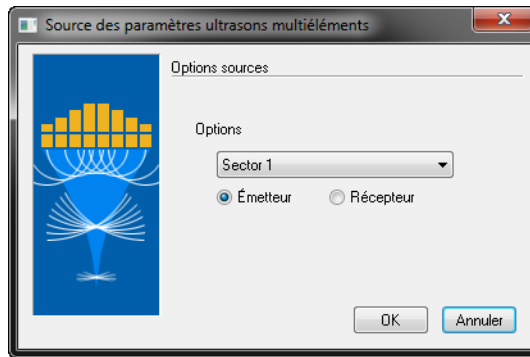 Source des paramètres ultrasons multiéléments
Options sources
Options
Sector 1
Émetteur Récepteur
OK Annuler